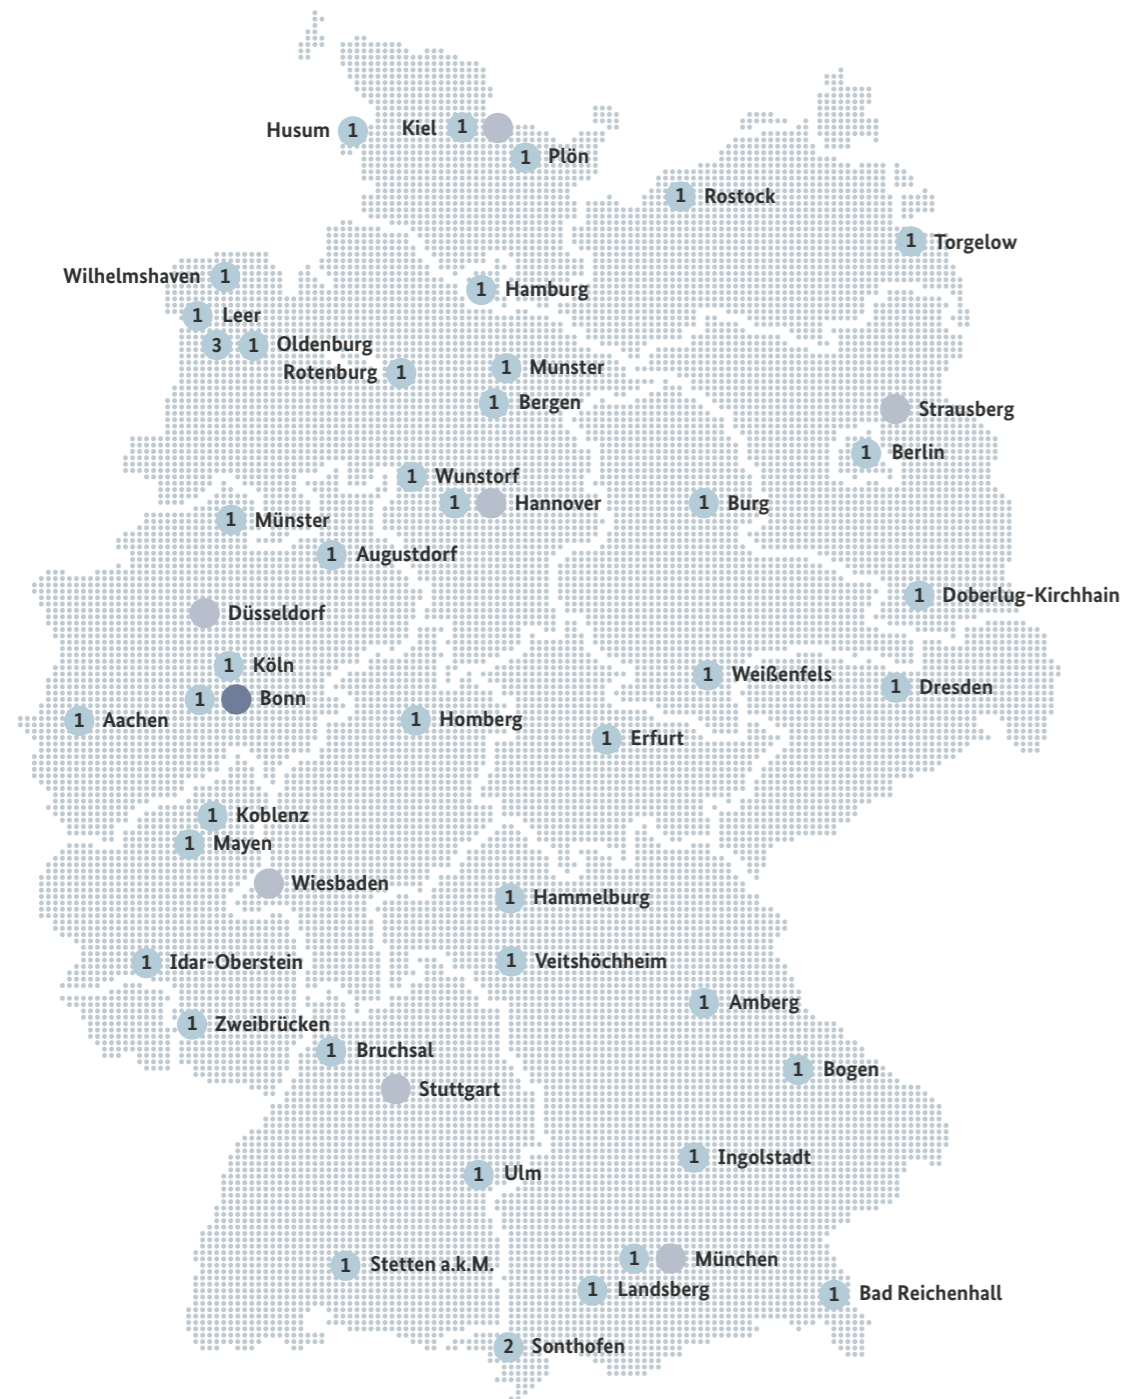 Husum 1
Kiel 1
1 Plön
1 Rostock
1 Torgelow
Wilhelmshaven 1
1 Hamburg
1 Leer
3 1 Oldenburg
Rotenburg 1
1 Munster
1 Bergen
Strausberg
1 Berlin
1 Wunstorf
1 Hannover
1 Burg
1 Münster
1 Augustdorf
1 Doberlug-Kirchhain
Düsseldorf
1 Köln
1 Weißenfels
1 Dresden
1 Bonn
1 Aachen
1 Homberg
1 Erfurt
1 Koblenz
1 Mayen
Wiesbaden
1 Hammelburg
1 Idar-Oberstein
1 Veitshöchheim
1 Amberg
1 Zweibrücken
1 Bruchsal
1 Bogen
Stuttgart
1 Ingolstadt
1 Ulm
1 Stetten a.k.M.
1 München
1 Landsberg
1 Bad Reichenhall
2 Sonthofen